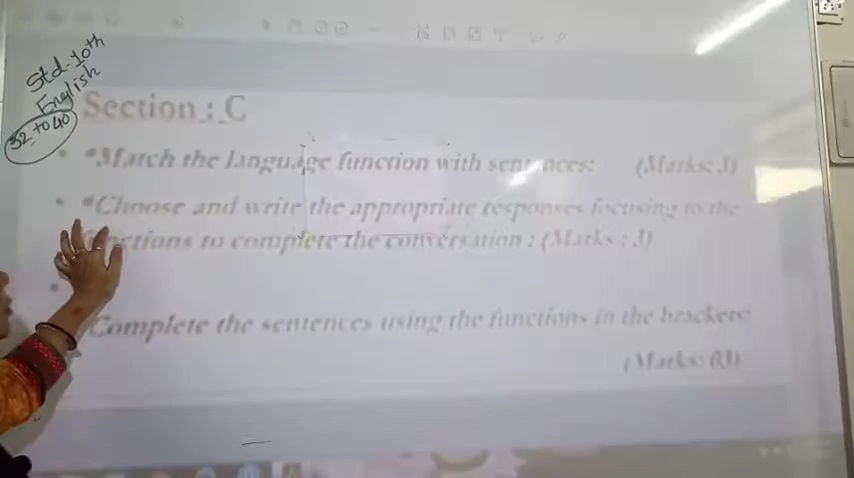 Std-10th
English
32 to 40
Section : C
• *Match the language function with sentences: (Marks: 3)
• *Choose and write the appropriate responses focusing to the
functions to complete the conversation : (Marks : 3)
•
Complete the sentences using the functions in the brackets:
(Marks: 03)